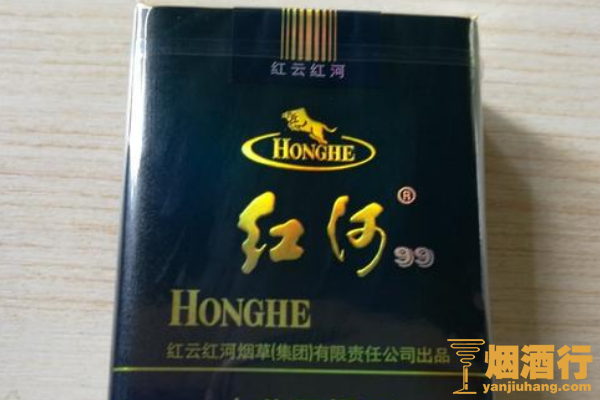 红云红河
HONGHE
红河®
99
HONGHE
红云红河烟草(集团)有限责任公司出品
烟酒行
yanjiuhang.com